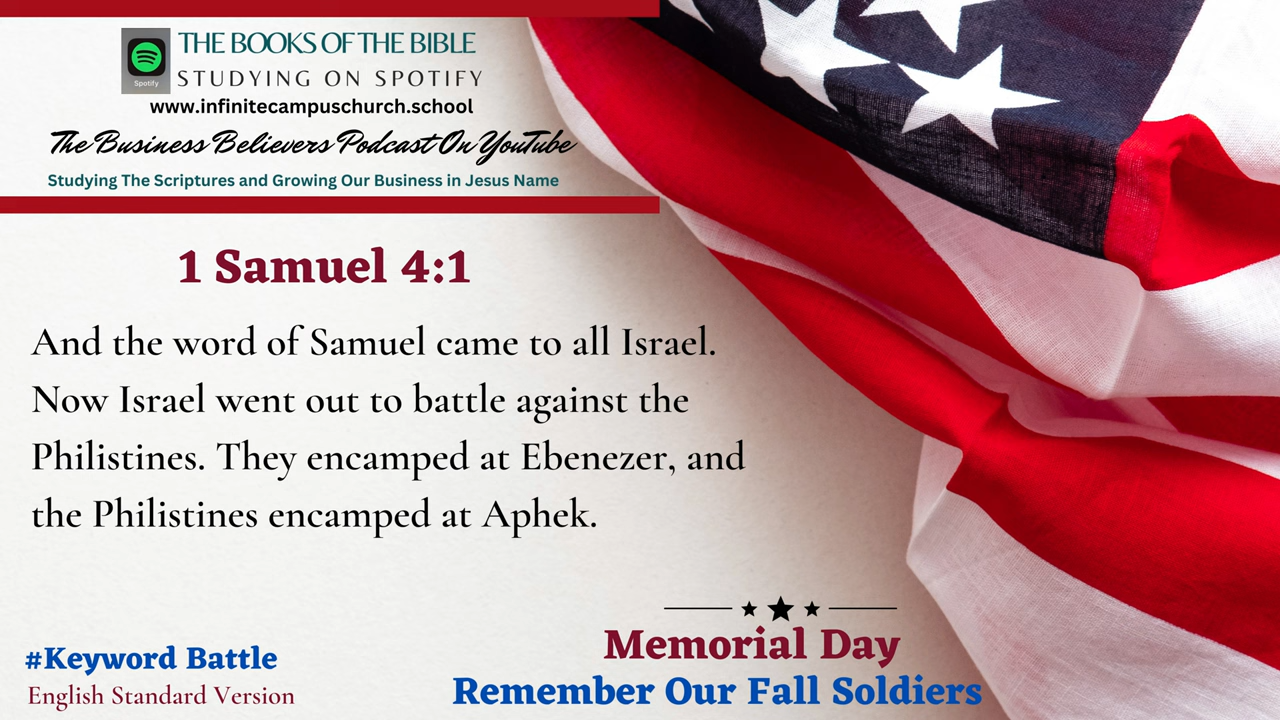 THE BOOKS OF THE BIBLE
Spotify
STUDYING ON SPOTIFY
www.infinitecampuschurch.school
The Business Believers Podcast On YouTube
Studying The Scriptures and Growing Our Business in Jesus Name
1 Samuel 4:1
And the word of Samuel came to all Israel.
Now Israel went out to battle against the
Philistines. They encamped at Ebenezer, and
the Philistines encamped at Aphek.
Memorial Day
#Keyword Battle
Remember Our Fall Soldiers
English Standard Version